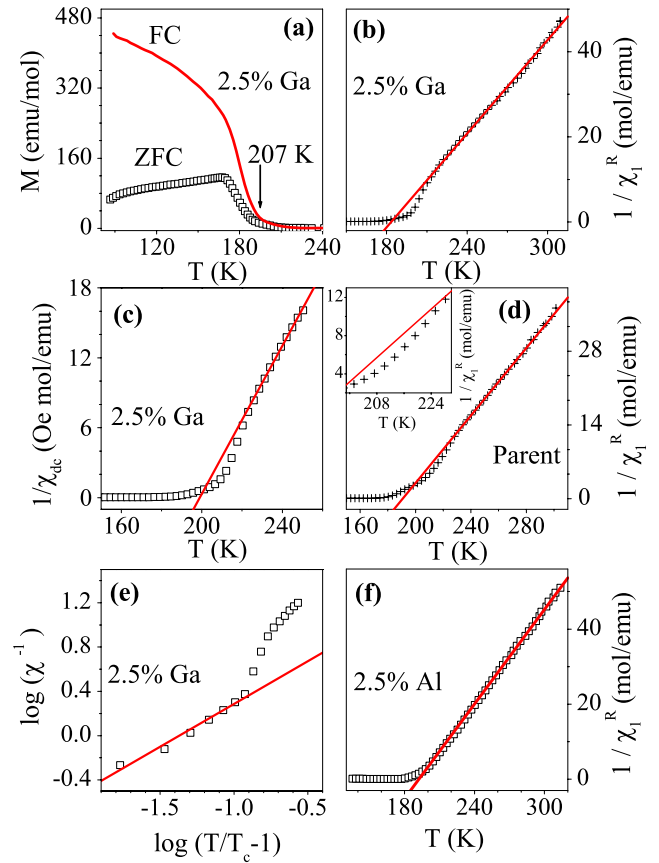 (a)
FC
2.5% Ga
ZFC
207 K
M (emu/mol)
480
360
240
120
0
120
180
240
T (K)
(b)
2.5% Ga
1 / χ₁ᴿ (mol/emu)
40
20
0
150
200
250
300
T (K)
(c)
2.5% Ga
1/χdc (Oe mol/emu)
18
12
6
0
160
200
240
T (K)
(d)
Parent
1 / χ₁ᴿ (mol/emu)
28
14
0
160
200
240
280
T (K)
12
8
4
208
224
T (K)
1/χ₁ᴿ (mol/emu)
(e)
2.5% Ga
log (χ⁻¹)
1.2
0.8
0.4
0.0
-0.4
-1.5
-1.0
-0.5
log (T/Tc-1)
(f)
2.5% Al
1 / χ₁ᴿ (mol/emu)
40
20
0
180
240
300
T (K)